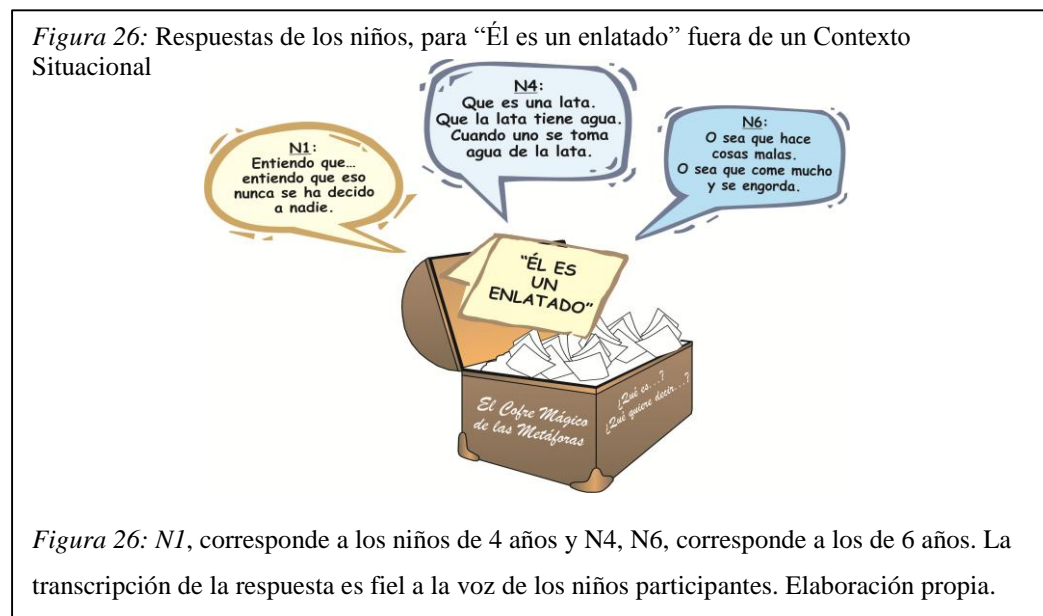 Figura 26: Respuestas de los niños, para “Él es un enlatado” fuera de un Contexto
Situacional
N1:
Entiendo que...
entiendo que eso
nunca se ha decido
a nadie.
N4:
Que es una lata.
Que la lata tiene agua.
Cuando uno se toma
agua de la lata.
N6:
O sea que hace
cosas malas.
O sea que come mucho
y se engorda.
“ÉL ES
UN
ENLATADO”
El Cofre Mágico
de las Metáforas
¿Qué es...?
¿Qué quiere decir...?
Figura 26: N1, corresponde a los niños de 4 años y N4, N6, corresponde a los de 6 años. La
transcripción de la respuesta es fiel a la voz de los niños participantes. Elaboración propia.